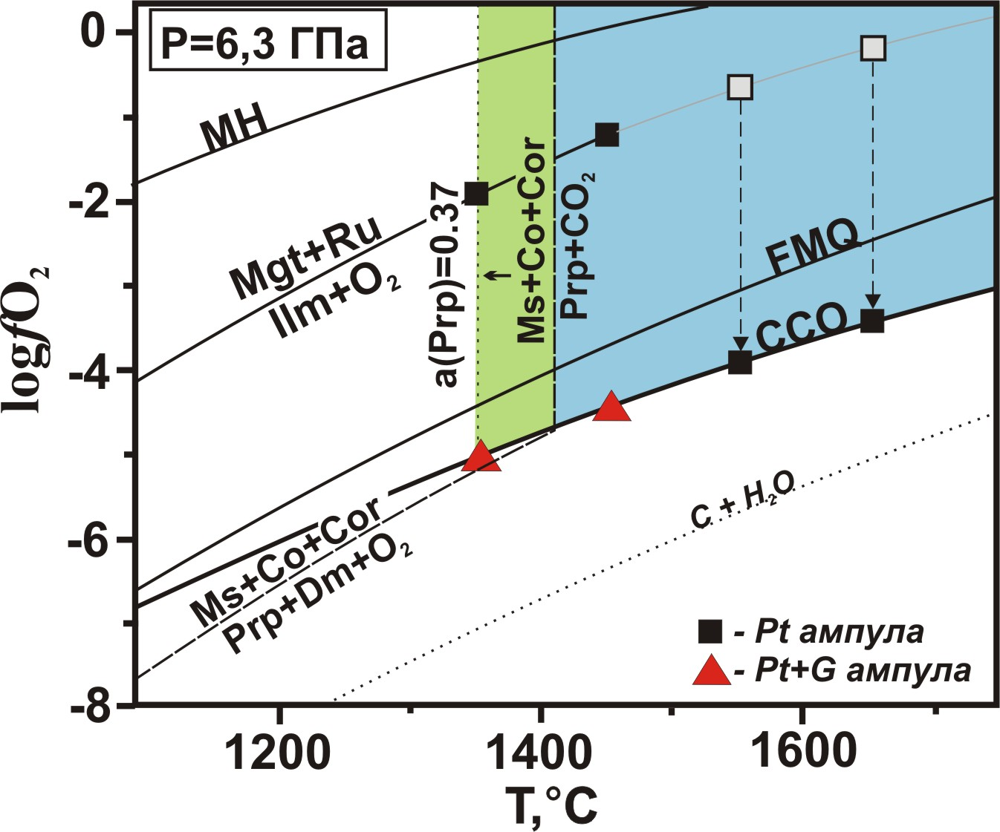 P=6,3 ГПа
0
-2
-4
-6
-8
logfO₂
MH
Mgt+Ru
Ilm+O₂
a(Prp)=0.37
Ms+Co+Cor
Prp+CO₂
FMQ
CCO
Ms+Co+Cor
Prp+Dm+O₂
C + H₂O
- Pt ампула
- Pt+G ампула
1200
1400
1600
T,°C